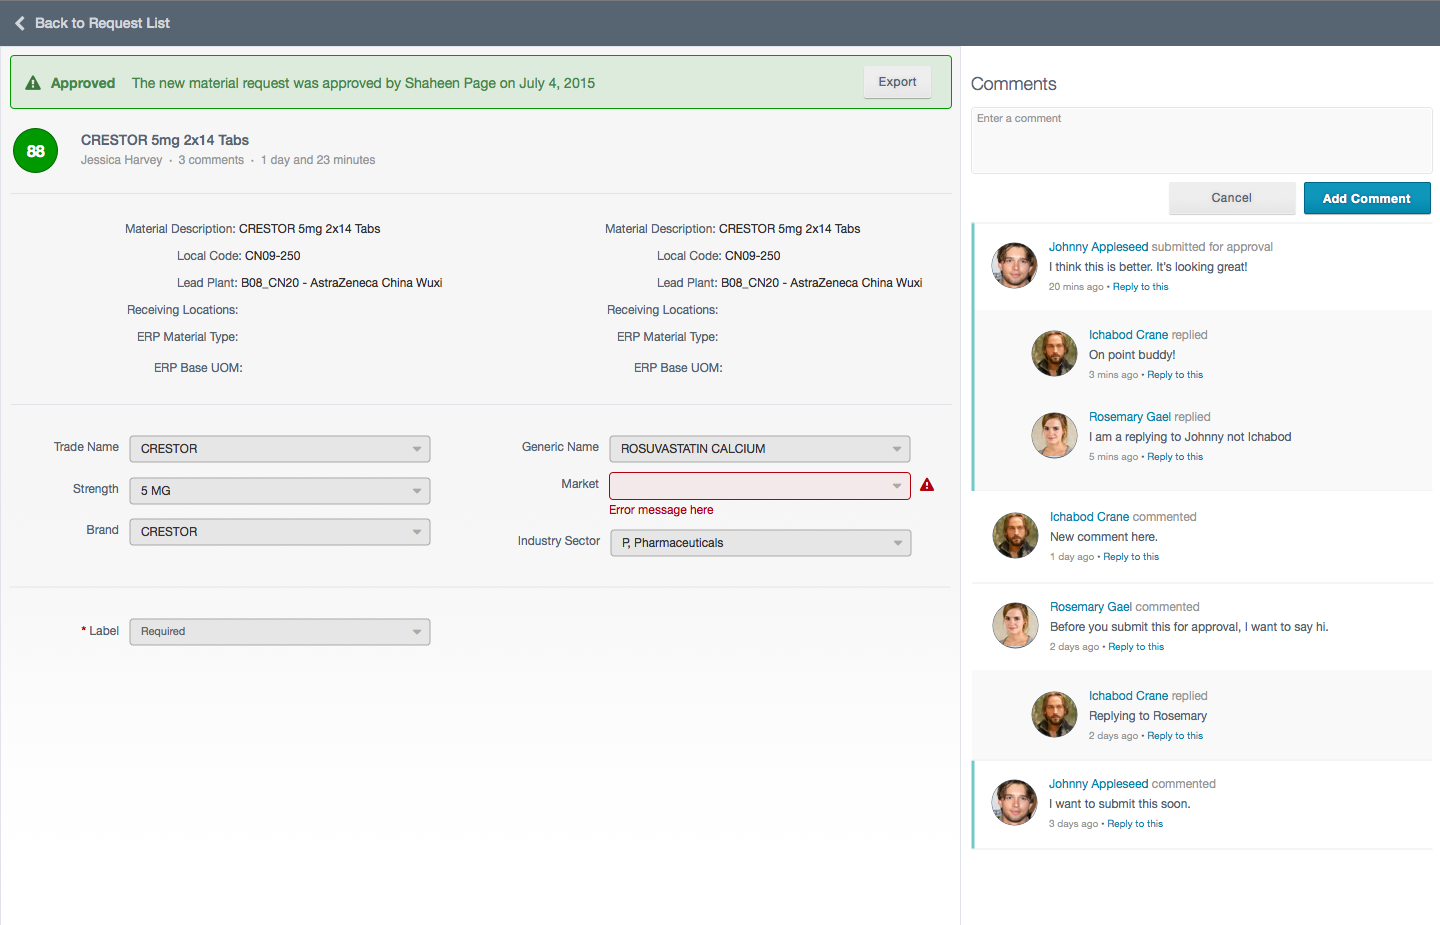 Back to Request List
Approved The new material request was approved by Shaheen Page on July 4, 2015
Export
88
CRESTOR 5mg 2x14 Tabs
Jessica Harvey · 3 comments · 1 day and 23 minutes
Material Description: CRESTOR 5mg 2x14 Tabs
Local Code: CN09-250
Lead Plant: B08_CN20 - AstraZeneca China Wuxi
Receiving Locations:
ERP Material Type:
ERP Base UOM:
Material Description: CRESTOR 5mg 2x14 Tabs
Local Code: CN09-250
Lead Plant: B08_CN20 - AstraZeneca China Wuxi
Receiving Locations:
ERP Material Type:
ERP Base UOM:
Trade Name CRESTOR
Strength 5 MG
Brand CRESTOR
Generic Name ROSUVASTATIN CALCIUM
Market
Error message here
Industry Sector P, Pharmaceuticals
* Label Required
Comments
Enter a comment
Cancel
Add Comment
Johnny Appleseed submitted for approval
I think this is better. It's looking great!
20 mins ago • Reply to this
Ichabod Crane replied
On point buddy!
3 mins ago • Reply to this
Rosemary Gael replied
I am a replying to Johnny not Ichabod
5 mins ago • Reply to this
Ichabod Crane commented
New comment here.
1 day ago • Reply to this
Rosemary Gael commented
Before you submit this for approval, I want to say hi.
2 days ago • Reply to this
Ichabod Crane replied
Replying to Rosemary
2 days ago • Reply to this
Johnny Appleseed commented
I want to submit this soon.
3 days ago • Reply to this